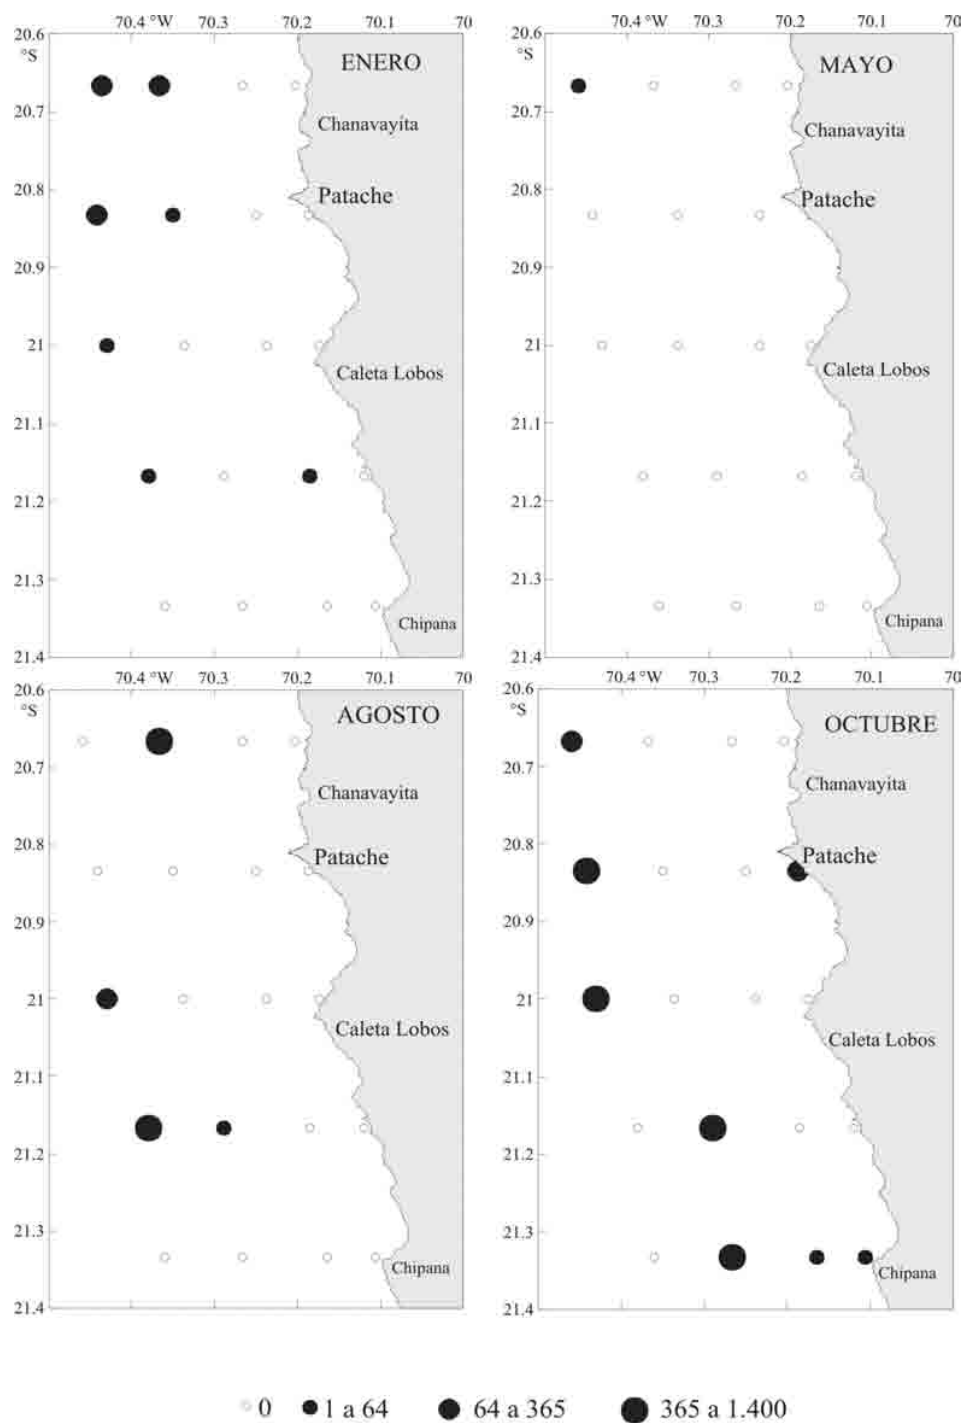 70.4 °W 70.3 70.2 70.1 70
20.6
°S
ENERO
20.7
Chanavayita
20.8
Patache
20.9
21
Caleta Lobos
21.1
21.2
21.3
Chipana
21.4
70.4 °W 70.3 70.2 70.1 70
20.6
°S
MAYO
20.7
Chanavayita
20.8
Patache
20.9
21
Caleta Lobos
21.1
21.2
21.3
Chipana
21.4
70.4 °W 70.3 70.2 70.1 70
20.6
°S
AGOSTO
20.7
Chanavayita
20.8
Patache
20.9
21
Caleta Lobos
21.1
21.2
21.3
Chipana
21.4
70.4 °W 70.3 70.2 70.1 70
20.6
°S
OCTUBRE
20.7
Chanavayita
20.8
Patache
20.9
21
Caleta Lobos
21.1
21.2
21.3
Chipana
21.4
0 1 a 64 64 a 365 365 a 1.400